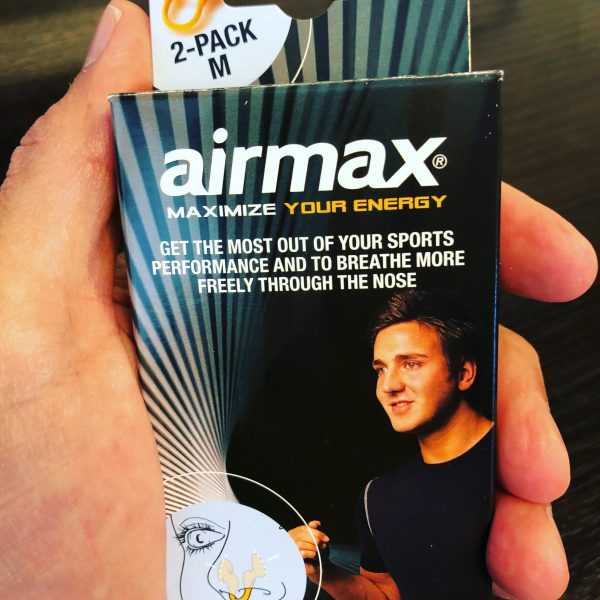 2-PACK
M
airmax®
MAXIMIZE YOUR ENERGY
GET THE MOST OUT OF YOUR SPORTS
PERFORMANCE AND TO BREATHE MORE
FREELY THROUGH THE NOSE